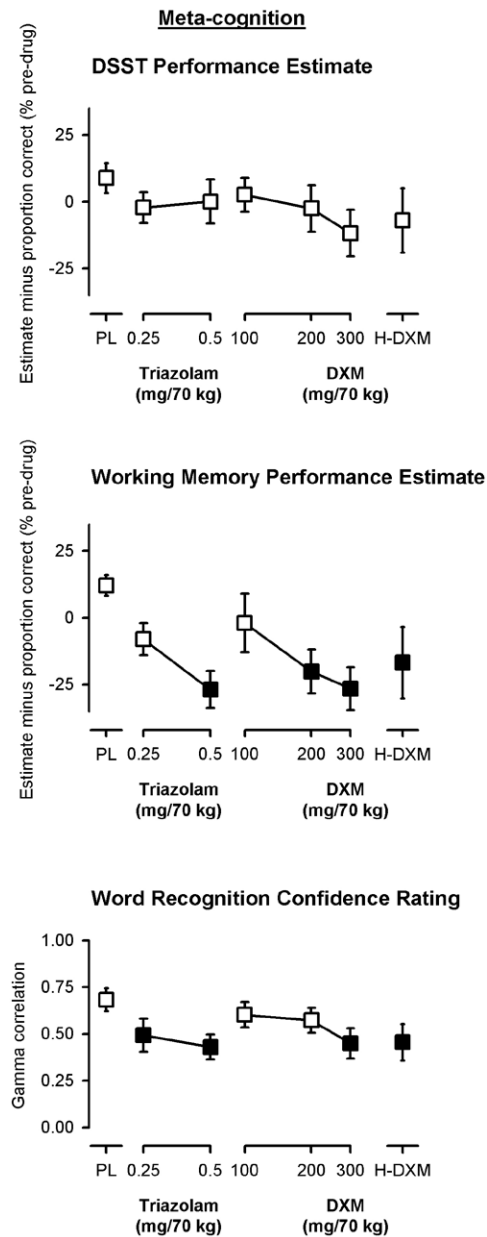 Meta-cognition
DSST Performance Estimate
Estimate minus proportion correct (% pre-drug)
25
0
-25
PL 0.25 0.5 100 200 300 H-DXM
Triazolam DXM
(mg/70 kg) (mg/70 kg)
Working Memory Performance Estimate
Estimate minus proportion correct (% pre-drug)
25
0
-25
PL 0.25 0.5 100 200 300 H-DXM
Triazolam DXM
(mg/70 kg) (mg/70 kg)
Word Recognition Confidence Rating
Gamma correlation
1.00
0.75
0.50
0.25
0.00
PL 0.25 0.5 100 200 300 H-DXM
Triazolam DXM
(mg/70 kg) (mg/70 kg)